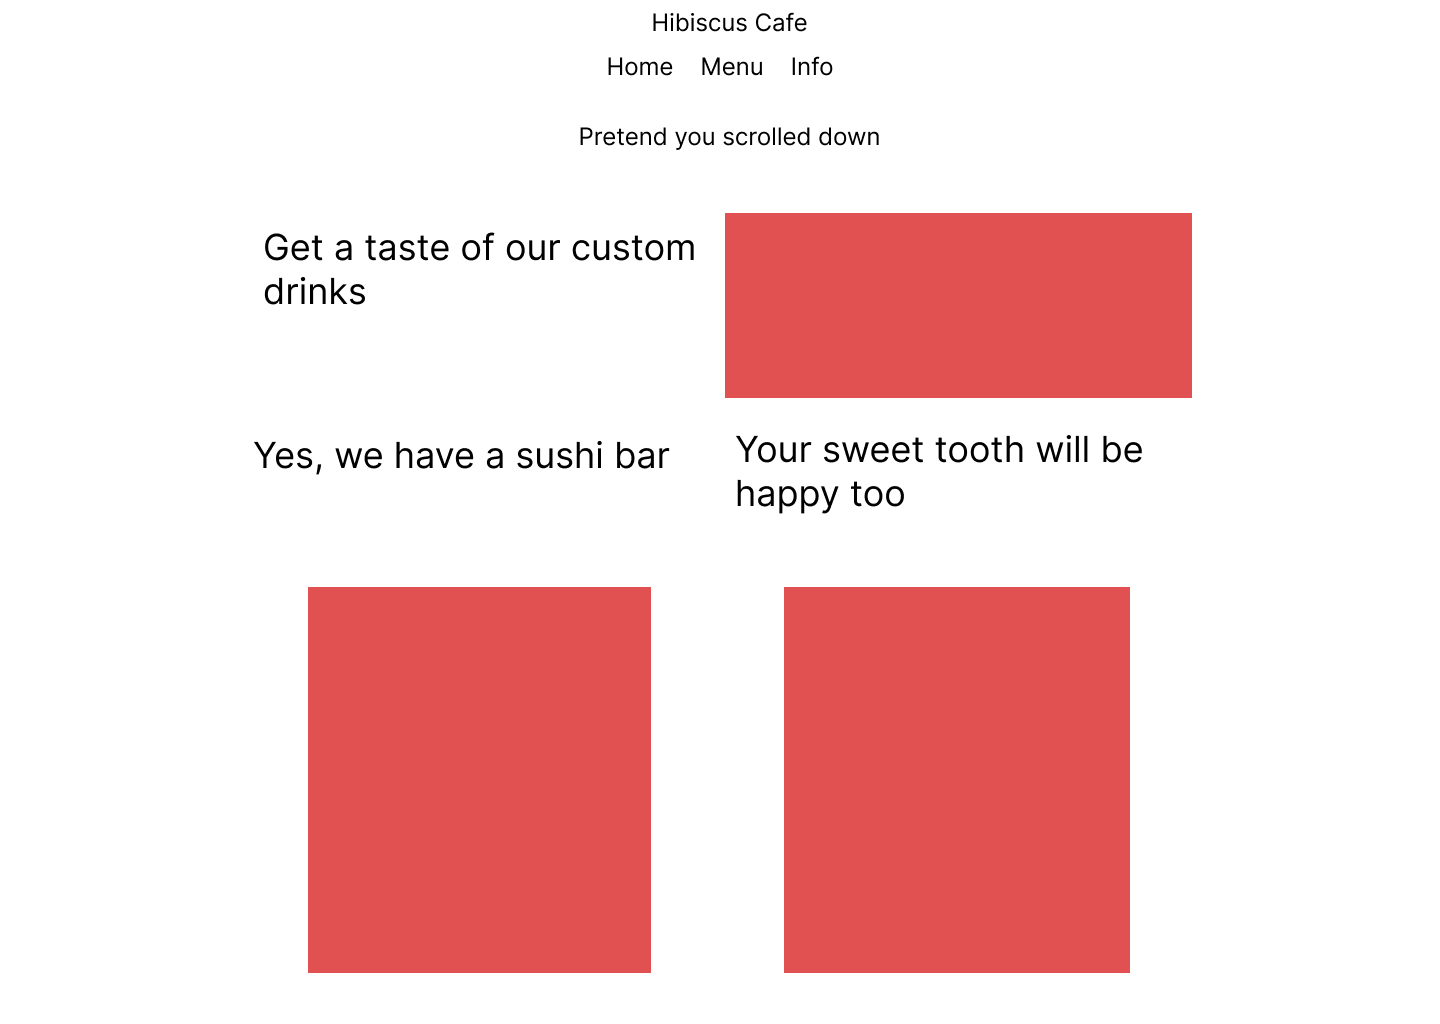 Hibiscus Cafe
Home Menu Info
Pretend you scrolled down
Get a taste of our custom
drinks
Yes, we have a sushi bar
Your sweet tooth will be
happy too